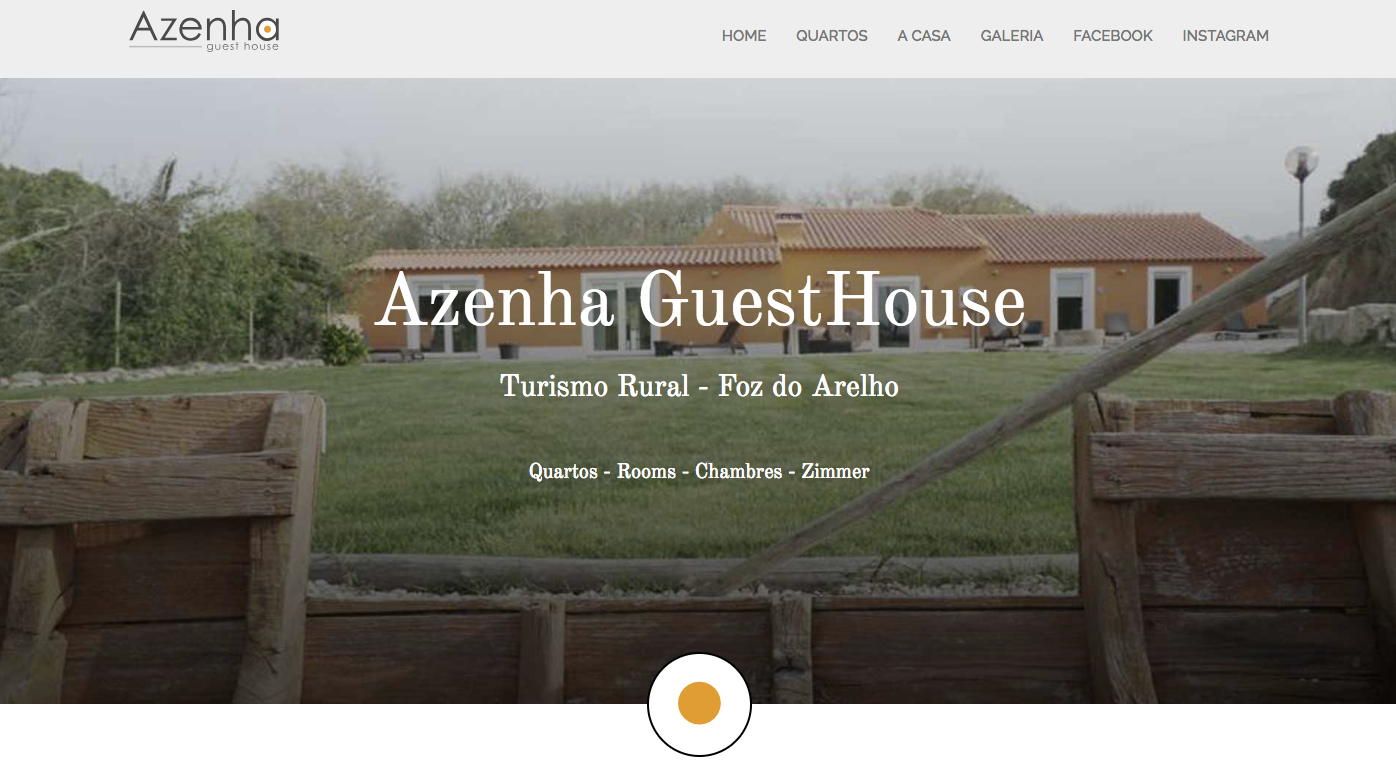 Azenha
guest house
HOME QUARTOS A CASA GALERIA FACEBOOK INSTAGRAM
Azenha GuestHouse
Turismo Rural - Foz do Arelho
Quartos - Rooms - Chambres - Zimmer